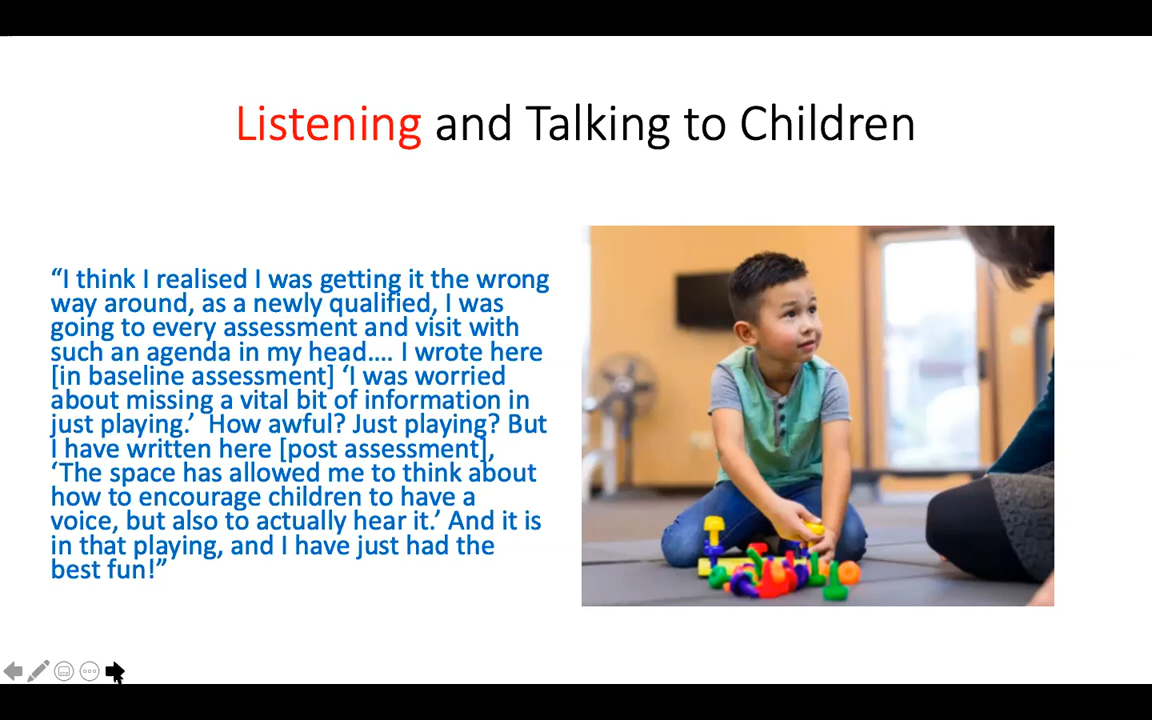 Listening and Talking to Children
“I think I realised I was getting it the wrong
way around, as a newly qualified, I was
going to every assessment and visit with
such an agenda in my head…. I wrote here
[in baseline assessment] ‘I was worried
about missing a vital bit of information in
just playing.’  How awful? Just playing? But
I have written here [post assessment],
‘The space has allowed me to think about
how to encourage children to have a
voice, but also to actually hear it.’ And it is
in that playing, and I have just had the
best fun!”